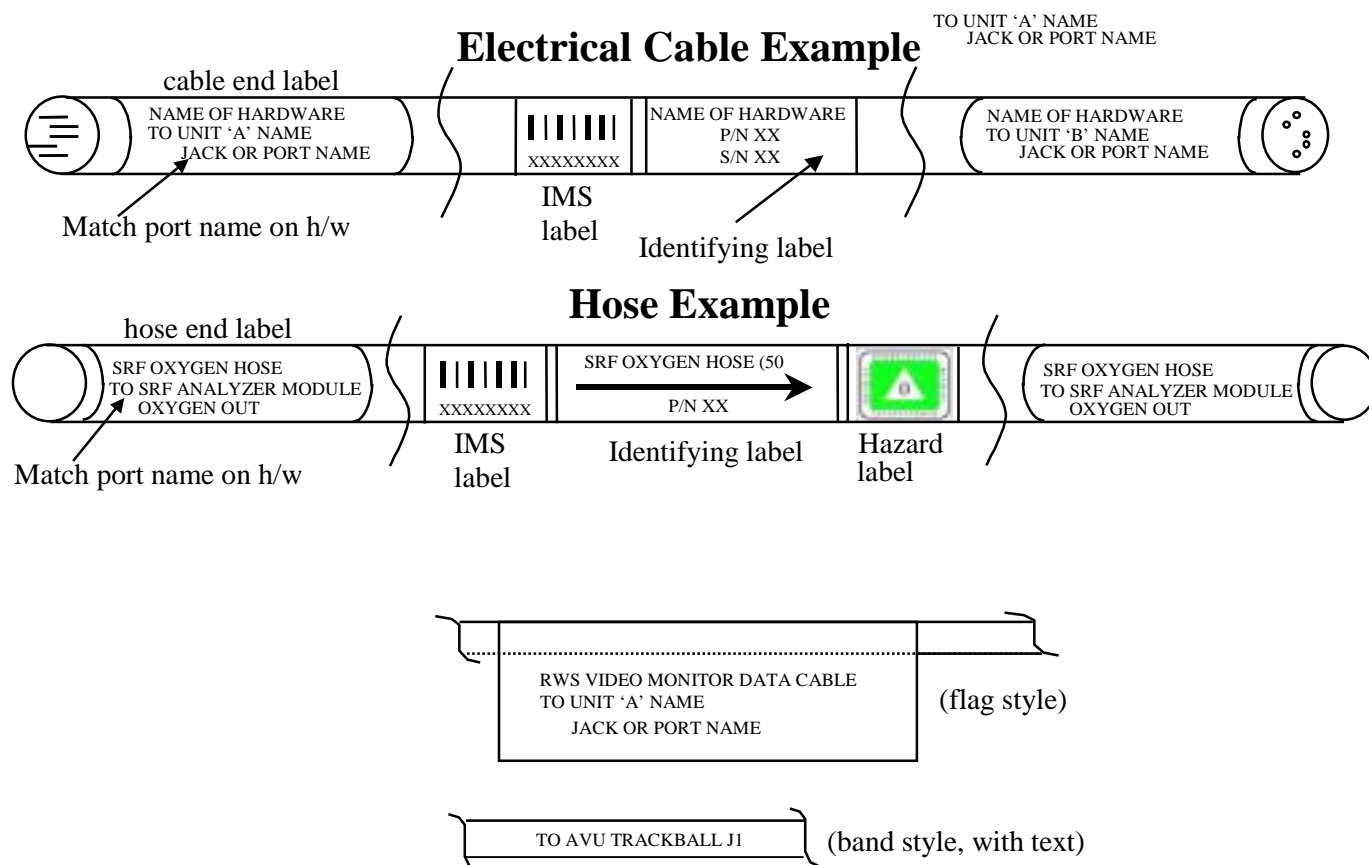 TO UNIT ‘A’ NAME
JACK OR PORT NAME
Electrical Cable Example
cable end label
NAME OF HARDWARE
TO UNIT ‘A’ NAME
JACK OR PORT NAME
XXXXXXXX
NAME OF HARDWARE
P/N XX
S/N XX
NAME OF HARDWARE
TO UNIT ‘B’ NAME
JACK OR PORT NAME
Match port name on h/w
IMS
label
Identifying label
Hose Example
hose end label
SRF OXYGEN HOSE
TO SRF ANALYZER MODULE
OXYGEN OUT
XXXXXXXX
SRF OXYGEN HOSE (50
P/N XX
0
SRF OXYGEN HOSE
TO SRF ANALYZER MODULE
OXYGEN OUT
Match port name on h/w
IMS
label
Identifying label
Hazard
label
RWS VIDEO MONITOR DATA CABLE
TO UNIT ‘A’ NAME
JACK OR PORT NAME
(flag style)
TO AVU TRACKBALL J1
(band style, with text)